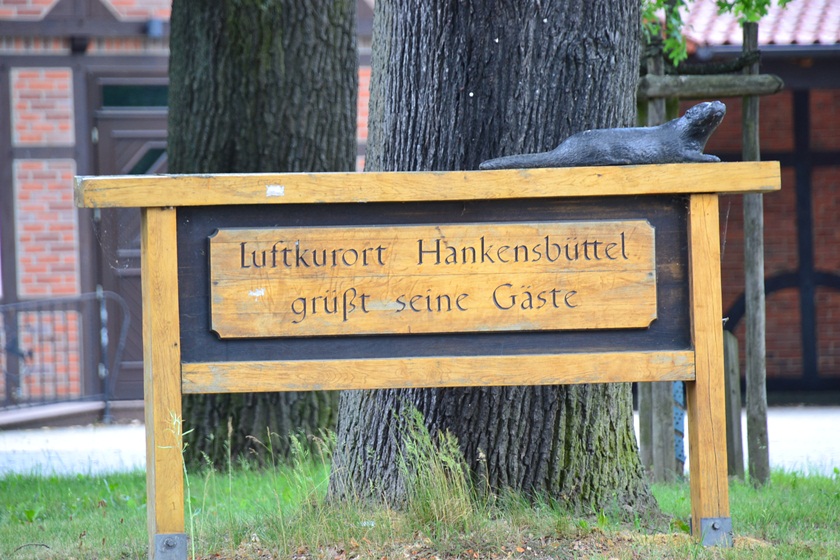 Luftkurort Hankensbüttel
grüßt seine Gäste